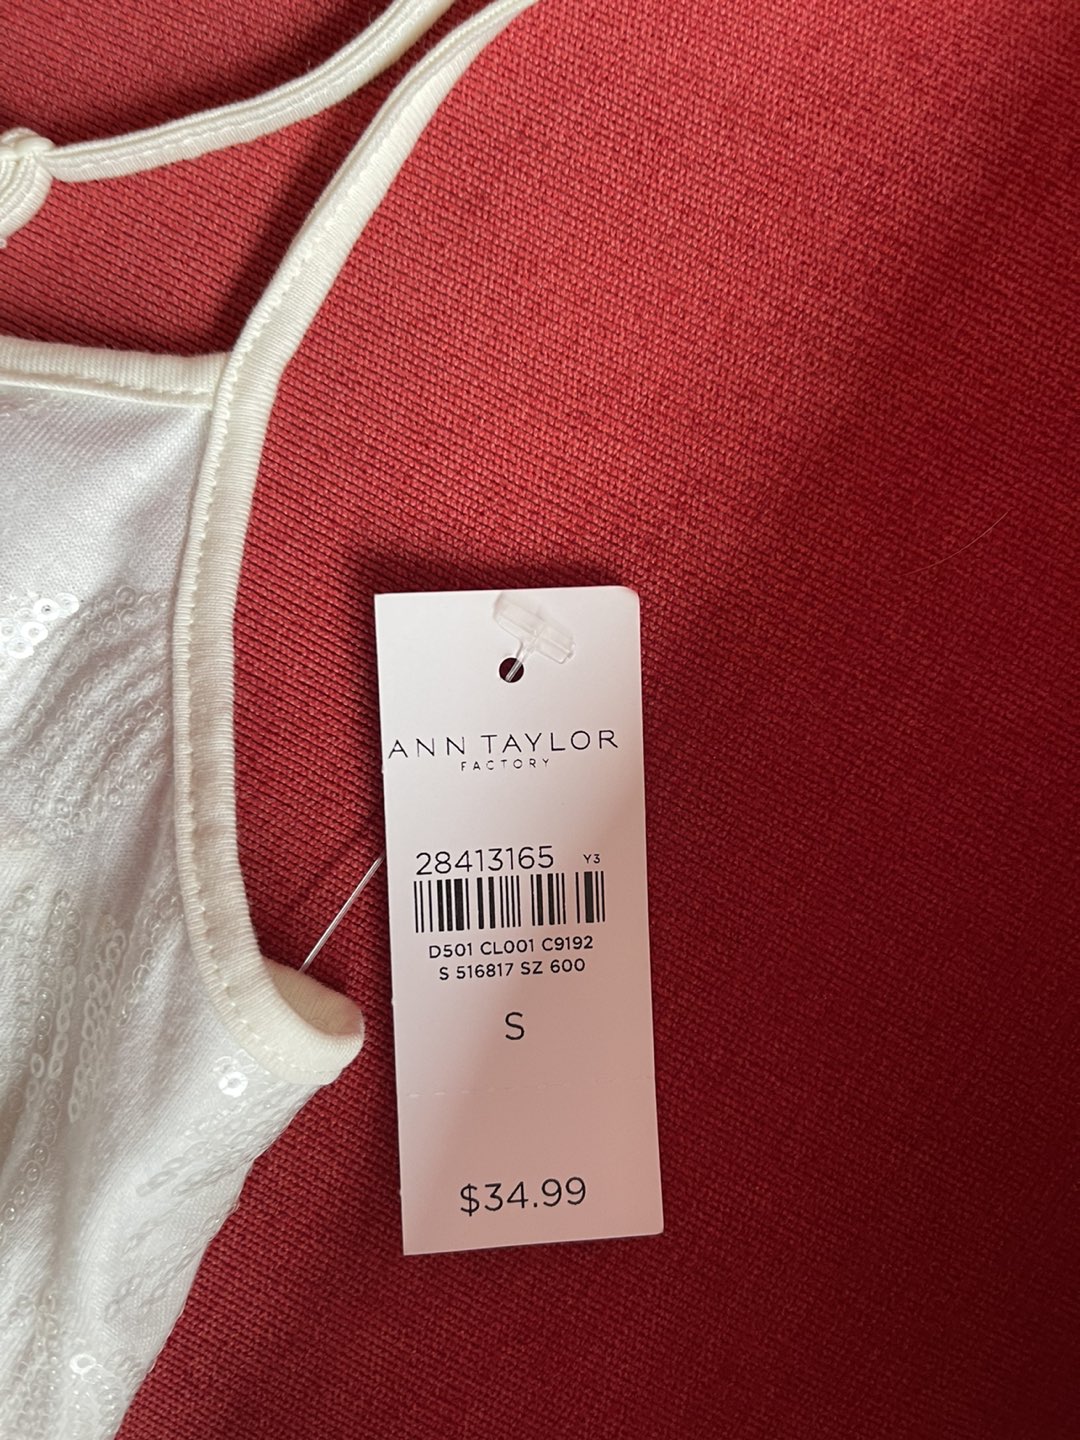 ANN TAYLOR
FACTORY
28413165 Y3
D501 CL001 C9192
S 516817 SZ 600
S
$34.99